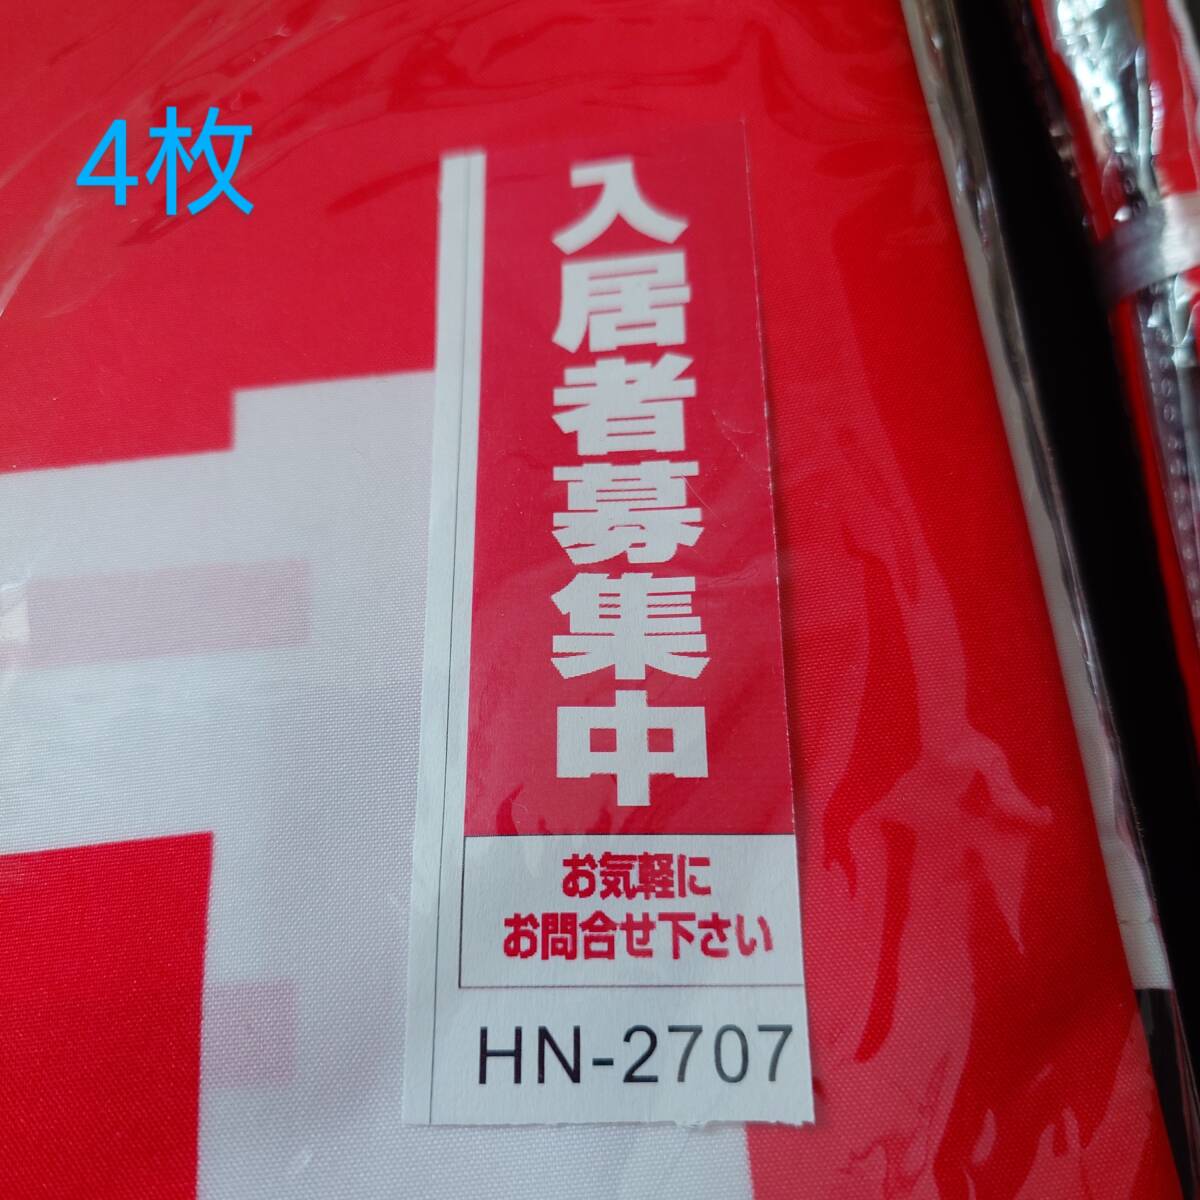 4枚
入居者募集中
お気軽に
お問合せ下さい
HN-2707